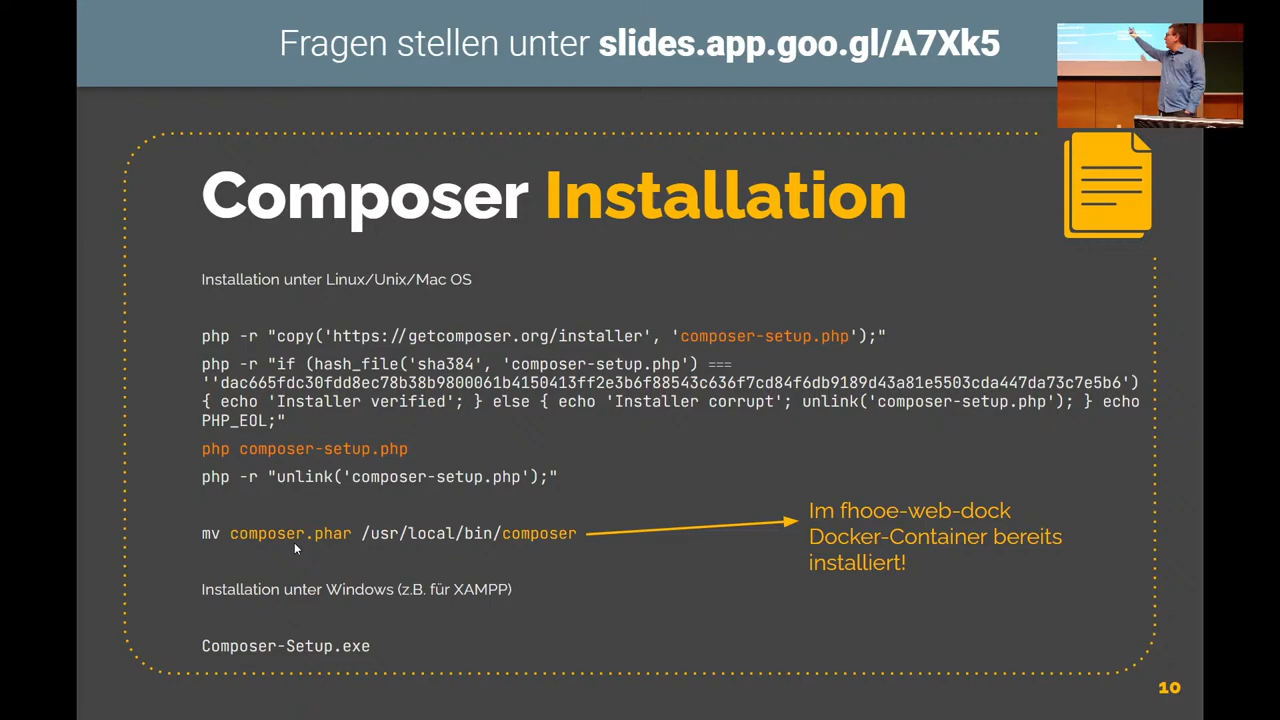 Fragen stellen unter slides.app.goo.gl/A7Xk5
Composer Installation
Installation unter Linux/Unix/Mac OS
php -r "copy('https://getcomposer.org/installer', 'composer-setup.php');"
php -r "if (hash_file('sha384', 'composer-setup.php') ===
''dac665fdc30fdd8ec78b38b9800061b4150413ff2e3b6f88543c636f7cd84f6db9189d43a81e5503cda447da73c7e5b6')
{ echo 'Installer verified'; } else { echo 'Installer corrupt'; unlink('composer-setup.php'); } echo
PHP_EOL;"
php composer-setup.php
php -r "unlink('composer-setup.php');"
mv composer.phar /usr/local/bin/composer
Im fhooe-web-dock
Docker-Container bereits
installiert!
Installation unter Windows (z.B. für XAMPP)
Composer-Setup.exe
10